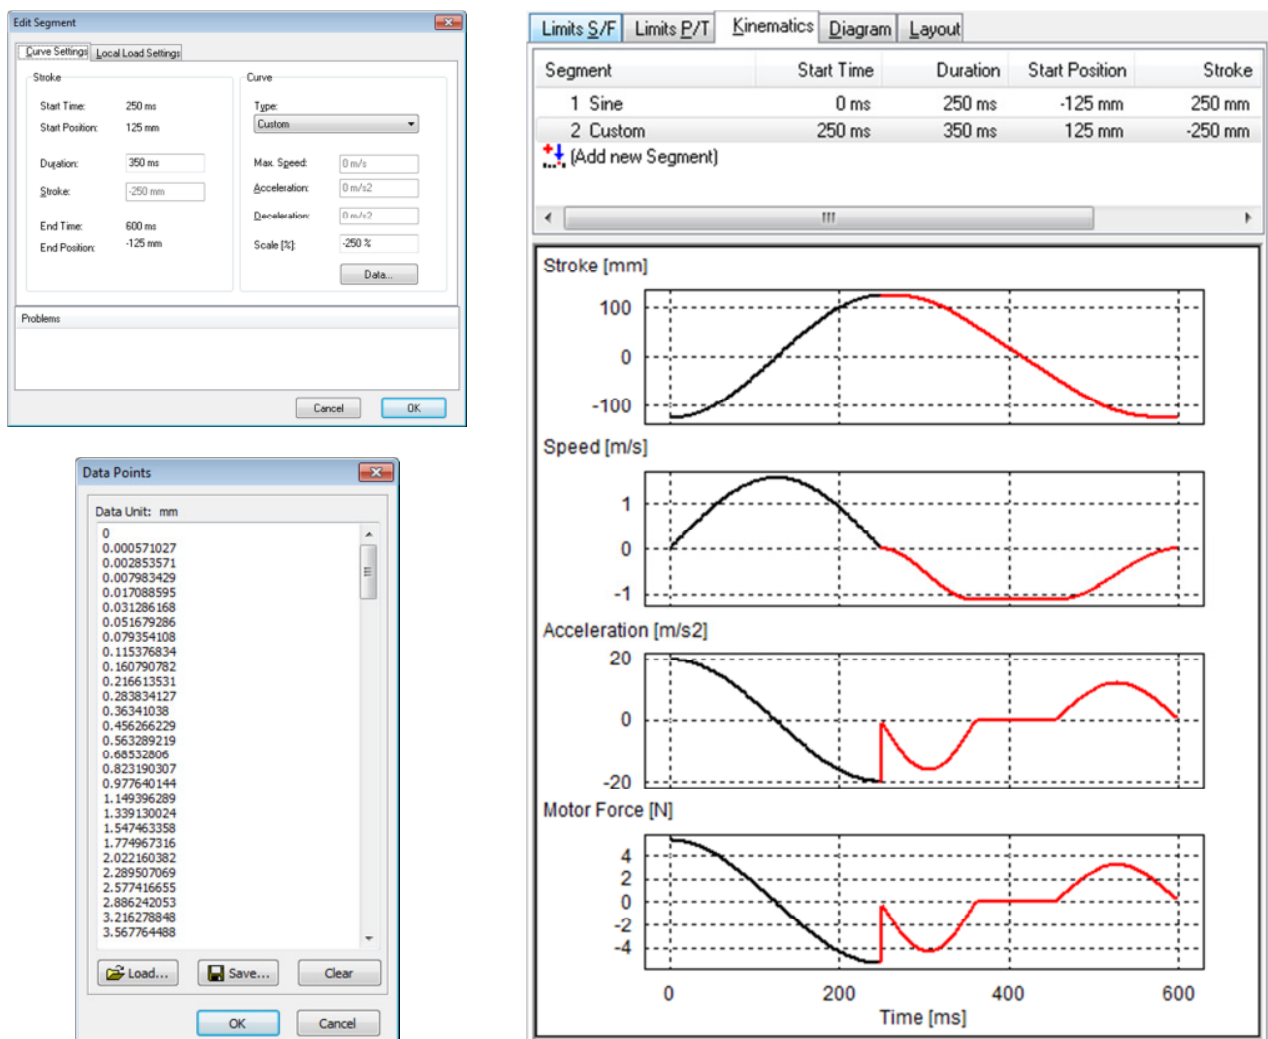 Edit Segment
Curve Settings Local Load Settings
Stroke
Start Time: 250 ms
Start Position: 125 mm
Duration: 350 ms
Stroke: -250 mm
End Time: 600 ms
End Position: -125 mm
Curve
Type:
Custom
Max. Speed: 0 m/s
Acceleration: 0 m/s2
Deceleration: 0 m/s2
Scale [%]: -250 %
Data...
Problems
Cancel OK
Data Points
Data Unit: mm
0
0.000571027
0.002853571
0.007983429
0.017088595
0.031286168
0.051679286
0.079354108
0.115376834
0.160790782
0.216613531
0.283834127
0.36341038
0.456266229
0.563289219
0.68532806
0.823190307
0.977640144
1.149396289
1.339130024
1.547463358
1.774967316
2.022160382
2.289507069
2.577416655
2.886242053
3.216278848
3.567764488
Load... Save... Clear
OK Cancel
Limits S/F Limits P/T Kinematics Diagram Layout
Segment Start Time Duration Start Position Stroke
1 Sine 0 ms 250 ms -125 mm 250 mm
2 Custom 250 ms 350 ms 125 mm -250 mm
(Add new Segment)
Stroke [mm]
100
0
-100
Speed [m/s]
1
0
-1
Acceleration [m/s2]
20
0
-20
Motor Force [N]
4
2
0
-2
-4
0 200 400 600
Time [ms]